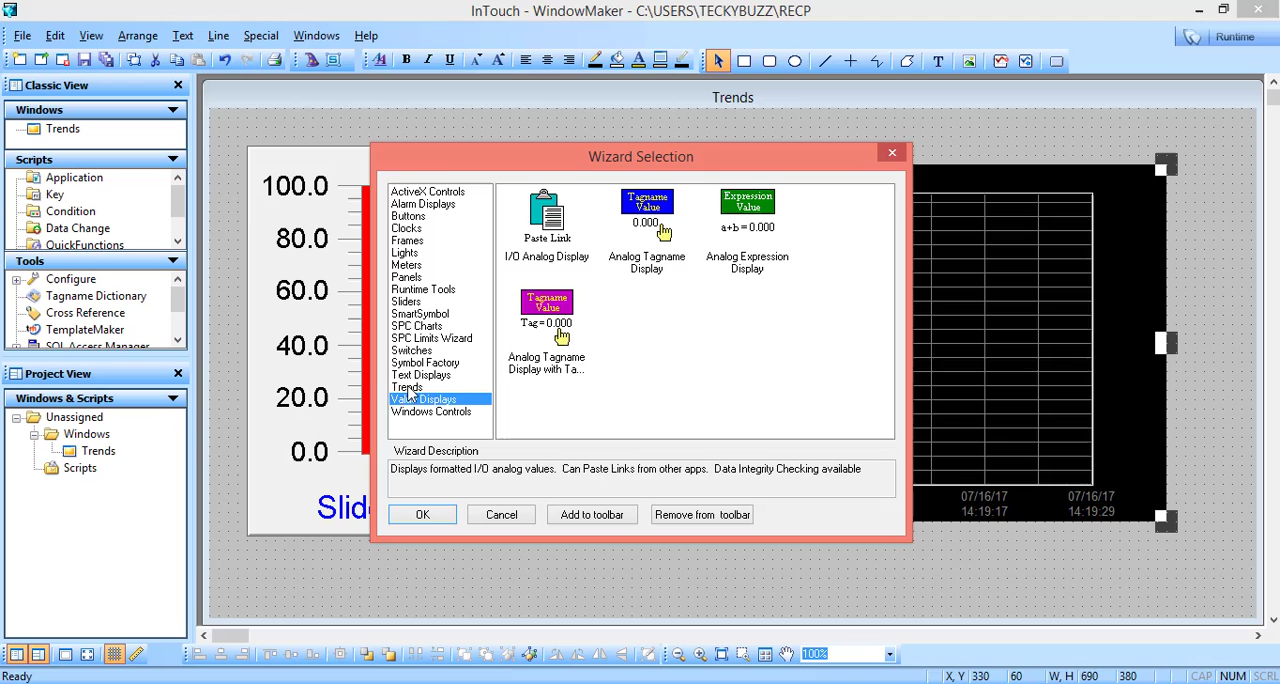 InTouch - WindowMaker - C:\USERS\TECKYBUZZ\RECP
File Edit View Arrange Text Line Special Windows Help
Runtime
B I U A T
Classic View
Windows
Trends
Scripts
Application
Key
Condition
Data Change
QuickFunctions
Tools
Configure
Tagname Dictionary
Cross Reference
TemplateMaker
SQL Access Manager
Project View
Windows & Scripts
Unassigned
Windows
Trends
Scripts
Trends
100.0
80.0
60.0
40.0
20.0
0.0
Slid
07/16/17 07/16/17
14:19:17 14:19:29
Wizard Selection
ActiveX Controls
Alarm Displays
Buttons
Clocks
Frames
Lights
Meters
Panels
Runtime Tools
Sliders
SmartSymbol
SPC Charts
SPC Limits Wizard
Switches
Symbol Factory
Text Displays
Trends
Value Displays
Windows Controls
Paste Link
I/O Analog Display
Tagname
Value
0.000
Analog Tagname
Display
Expression
Value
a+b = 0.000
Analog Expression
Display
Tagname
Value
Tag = 0.000
Analog Tagname
Display with Ta...
Wizard Description
Displays formatted I/O analog values. Can Paste Links from other apps. Data Integrity Checking available
OK Cancel Add to toolbar Remove from toolbar
100%
Ready
X, Y 330 60 W, H 690 380 CAP NUM SCRL